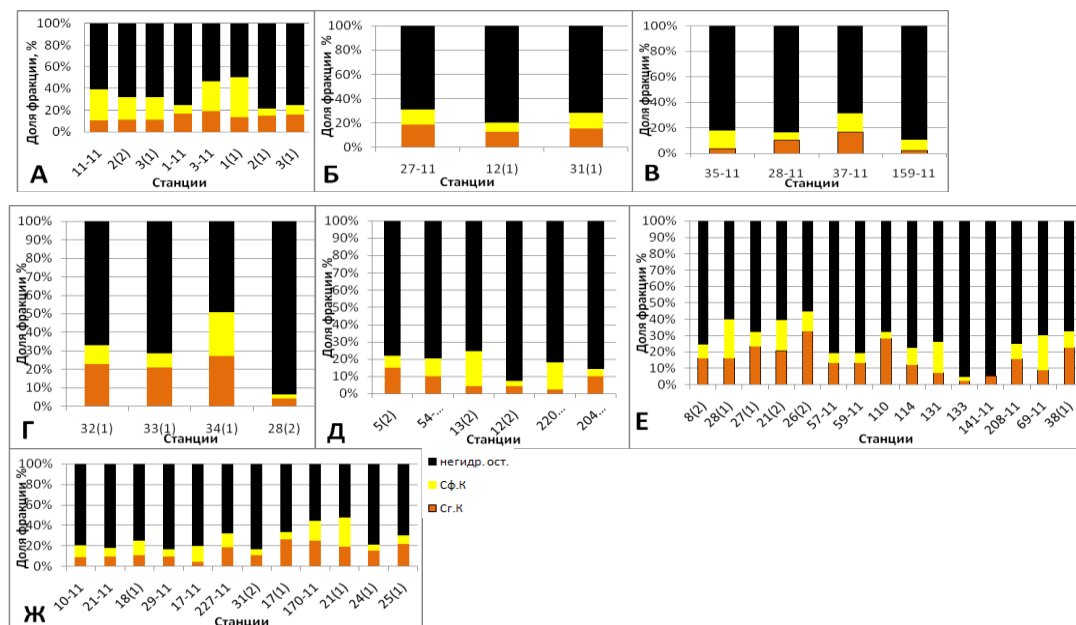 Доля фракции, %
100%
80%
60%
40%
20%
0%
11-11 2(2) 3(1) 1-11 3-11 1(1) 2(1) 3(1)
Станции
А
Доля фракции %
100%
80%
60%
40%
20%
0%
27-11 12(1) 31(1)
Станции
Б
Доля фракции %
100%
80%
60%
40%
20%
0%
35-11 28-11 37-11 159-11
Станции
В
Доля фракции %
100%
90%
80%
70%
60%
50%
40%
30%
20%
10%
0%
32(1) 33(1) 34(1) 28(2)
Станции
Г
Доля фракции %
100%
90%
80%
70%
60%
50%
40%
30%
20%
10%
0%
5(2) 54-... 13(2) 12(2) 220... 204...
Станции
Д
Доля фракции %
100%
90%
80%
70%
60%
50%
40%
30%
20%
10%
0%
8(2) 28(1) 27(1) 21(2) 26(2) 57-11 59-11 110 114 131 133 141-11 208-11 69-11 38(1)
Станции
Е
Доля фракции %
100%
80%
60%
40%
20%
0%
10-11 21-11 18(1) 29-11 17-11 227-11 31(2) 17(1) 170-11 21(1) 24(1) 25(1)
Станции
Ж
негидр. ост.
Сф.К
Сг.К